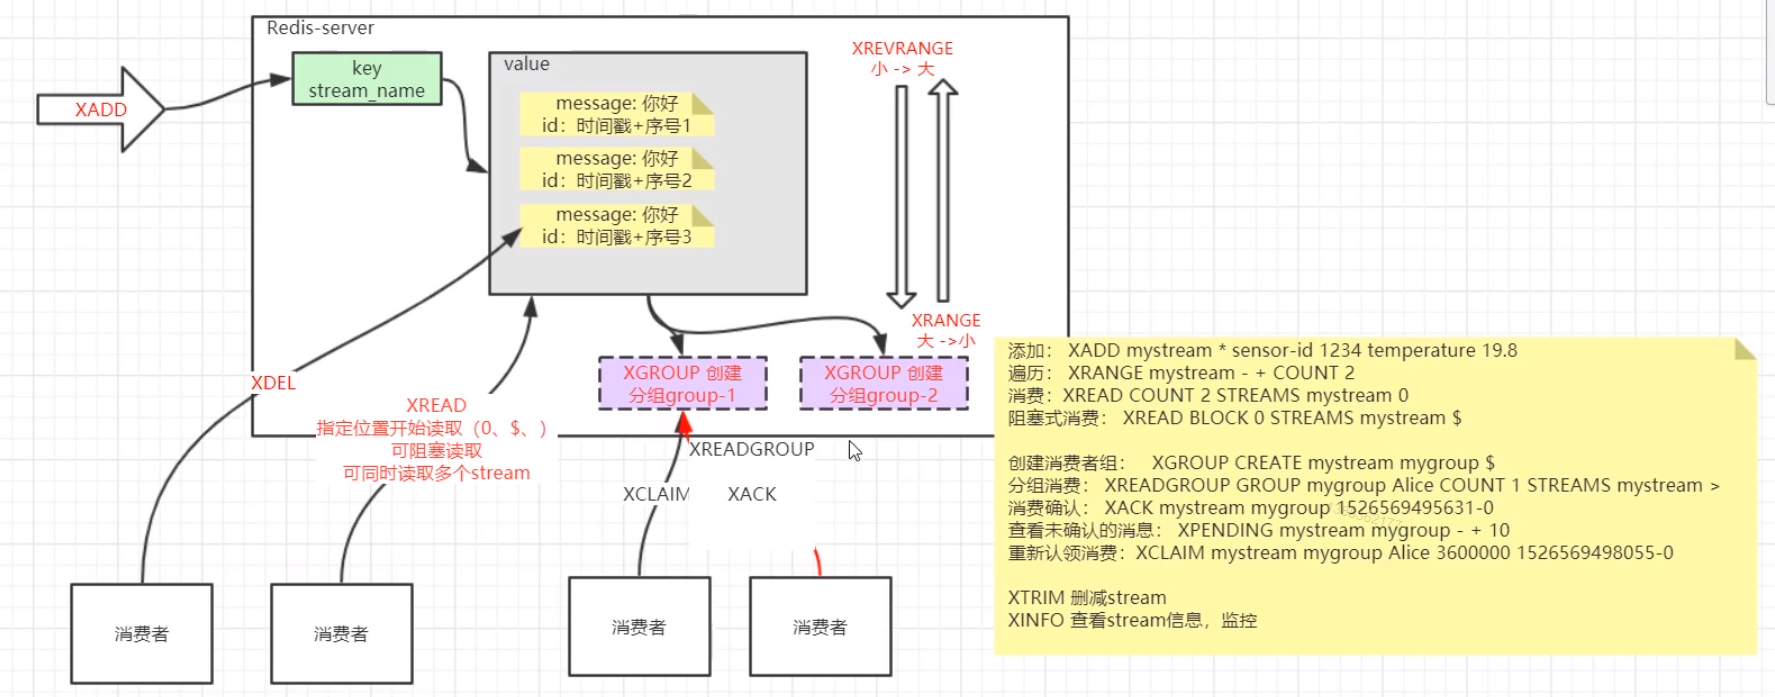 Redis-server
XADD
key
stream_name
value
message: 你好
id：时间戳+序号1
message: 你好
id：时间戳+序号2
message: 你好
id：时间戳+序号3
XREVRANGE
小 -> 大
XRANGE
大 ->小
XGROUP 创建
分组group-1
XGROUP 创建
分组group-2
XDEL
XREAD
指定位置开始读取（0、$、）
可阻塞读取
可同时读取多个stream
XREADGROUP
XCLAIM
XACK
消费者
消费者
消费者
消费者
添加： XADD mystream * sensor-id 1234 temperature 19.8
遍历： XRANGE mystream - + COUNT 2
消费：XREAD COUNT 2 STREAMS mystream 0
阻塞式消费： XREAD BLOCK 0 STREAMS mystream $
创建消费者组： XGROUP CREATE mystream mygroup $
分组消费： XREADGROUP GROUP mygroup Alice COUNT 1 STREAMS mystream >
消费确认： XACK mystream mygroup 1526569495631-0
查看未确认的消息： XPENDING mystream mygroup - + 10
重新认领消费：XCLAIM mystream mygroup Alice 3600000 1526569498055-0
XTRIM 删减stream
XINFO 查看stream信息，监控